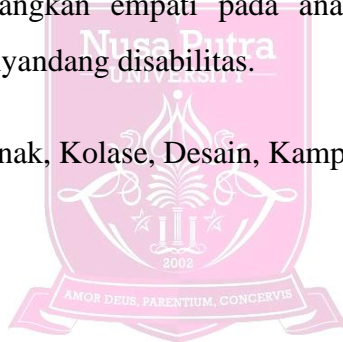 angkan empati pada ana
Nusa Putra
UNIVERSITY
yandang disabilitas.
nak, Kolase, Desain, Kamp
2002
AMOR DEUS, PARENTIUM, CONCERVIS